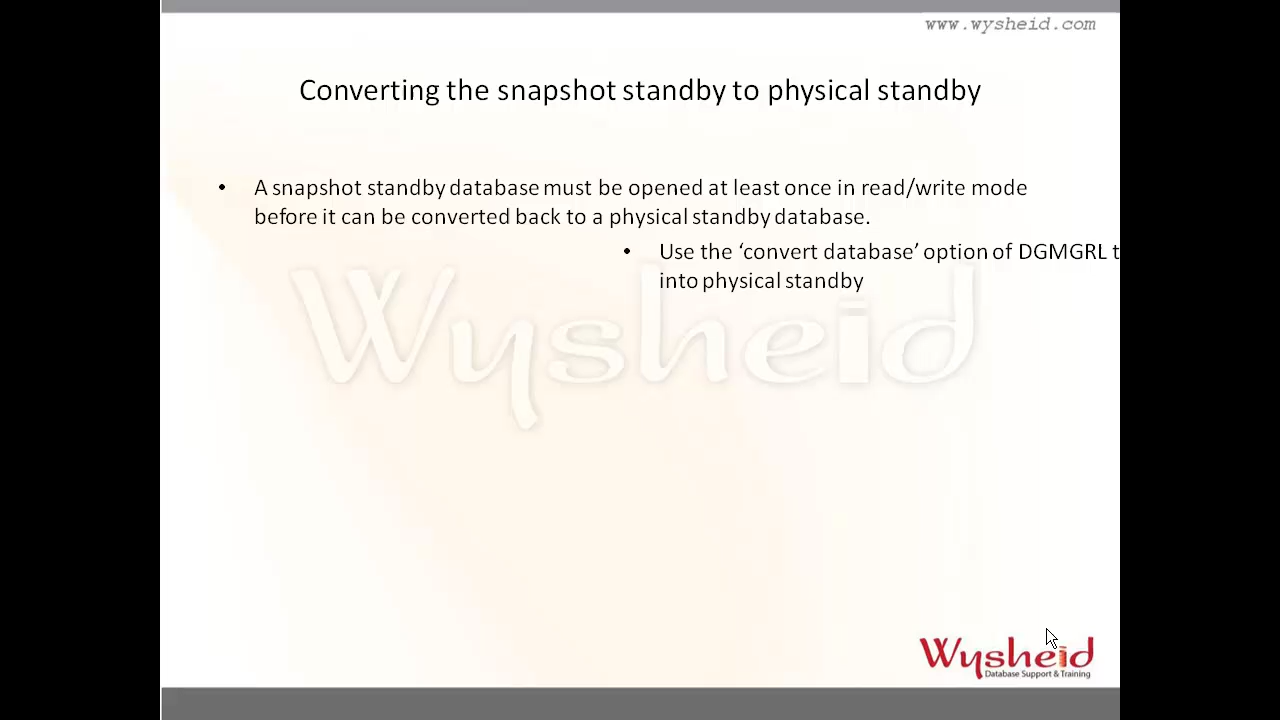 www.wysheid.com
Converting the snapshot standby to physical standby
• A snapshot standby database must be opened at least once in read/write mode
before it can be converted back to a physical standby database.
• Use the ‘convert database’ option of DGMGRL t
into physical standby
Wysheid
Wysheid
Database Support & Training